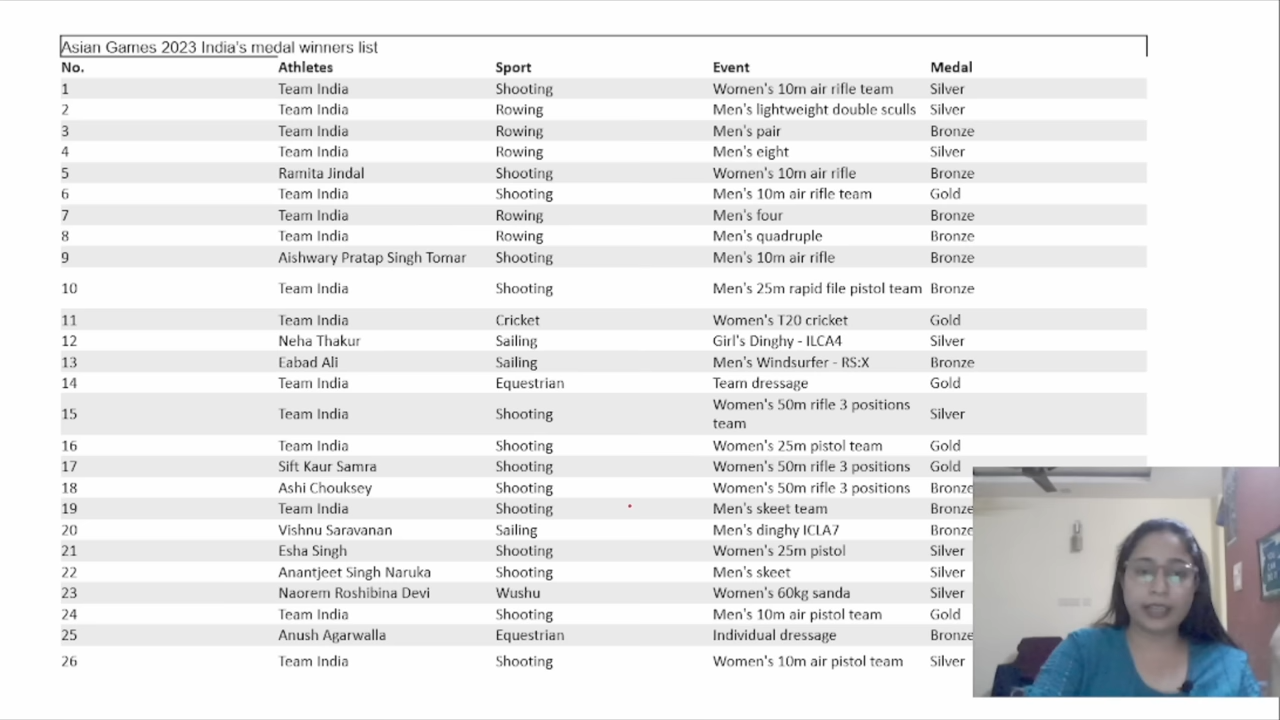 Asian Games 2023 India's medal winners list
No. Athletes Sport Event Medal
1 Team India Shooting Women's 10m air rifle team Silver
2 Team India Rowing Men's lightweight double sculls Silver
3 Team India Rowing Men's pair Bronze
4 Team India Rowing Men's eight Silver
5 Ramita Jindal Shooting Women's 10m air rifle Bronze
6 Team India Shooting Men's 10m air rifle team Gold
7 Team India Rowing Men's four Bronze
8 Team India Rowing Men's quadruple Bronze
9 Aishwary Pratap Singh Tomar Shooting Men's 10m air rifle Bronze
10 Team India Shooting Men's 25m rapid file pistol team Bronze
11 Team India Cricket Women's T20 cricket Gold
12 Neha Thakur Sailing Girl's Dinghy - ILCA4 Silver
13 Eabad Ali Sailing Men's Windsurfer - RS:X Bronze
14 Team India Equestrian Team dressage Gold
15 Team India Shooting Women's 50m rifle 3 positions team Silver
16 Team India Shooting Women's 25m pistol team Gold
17 Sift Kaur Samra Shooting Women's 50m rifle 3 positions Gold
18 Ashi Chouksey Shooting Women's 50m rifle 3 positions Bronze
19 Team India Shooting Men's skeet team Bronze
20 Vishnu Saravanan Sailing Men's dinghy ICLA7 Bronze
21 Esha Singh Shooting Women's 25m pistol Silver
22 Anantjeet Singh Naruka Shooting Men's skeet Silver
23 Naorem Roshibina Devi Wushu Women's 60kg sanda Silver
24 Team India Shooting Men's 10m air pistol team Gold
25 Anush Agarwalla Equestrian Individual dressage Bronze
26 Team India Shooting Women's 10m air pistol team Silver